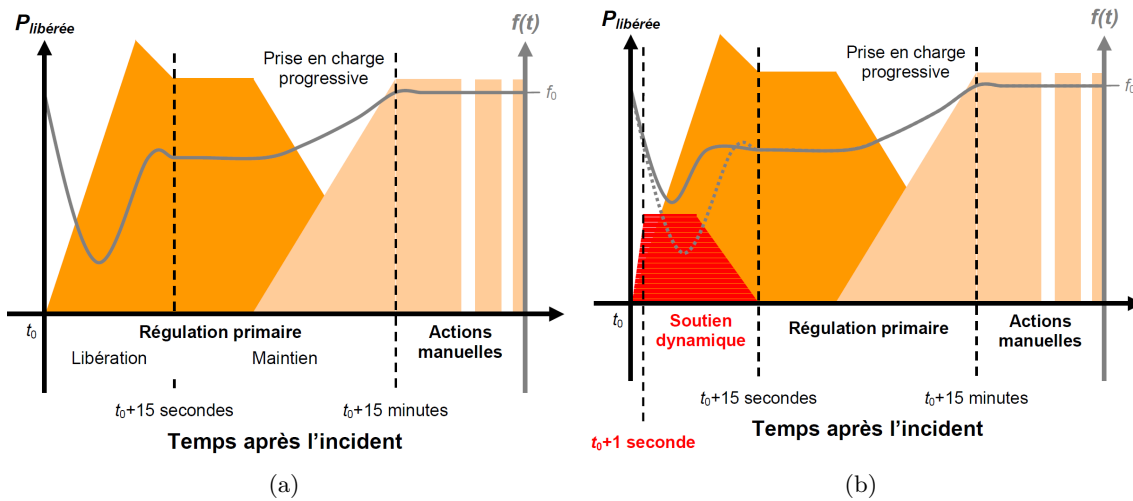 P libérée
f(t)
Prise en charge
progressive
f₀
t₀
Régulation primaire
Actions
manuelles
Libération
Maintien
t₀+15 secondes
t₀+15 minutes
Temps après l'incident
(a)
P libérée
f(t)
Prise en charge
progressive
f₀
t₀
Soutien
dynamique
Régulation primaire
Actions
manuelles
t₀+15 secondes
t₀+15 minutes
Temps après l'incident
t₀+1 seconde
(b)